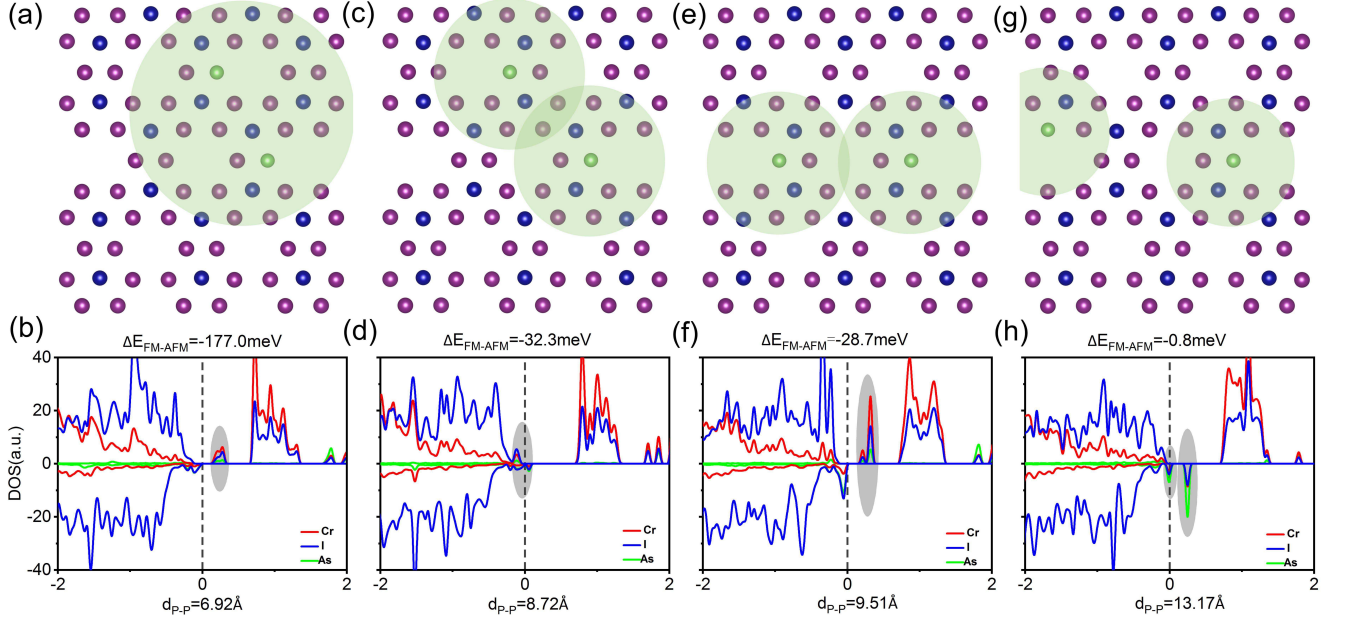 (a)
(c)
(e)
(g)
(b)
(d)
(f)
(h)
ΔE_FM-AFM=-177.0meV
ΔE_FM-AFM=-32.3meV
ΔE_FM-AFM=-28.7meV
ΔE_FM-AFM=-0.8meV
DOS(a.u.)
40
20
0
-20
-40
Cr
I
As
Cr
I
As
Cr
I
As
Cr
I
As
-2 0 2
-2 0 2
-2 0 2
-2 0 2
d_P-P=6.92Å
d_P-P=8.72Å
d_P-P=9.51Å
d_P-P=13.17Å